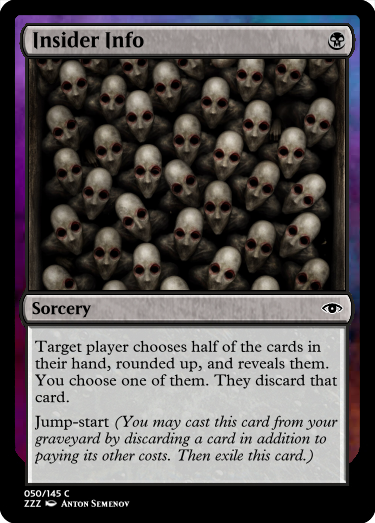 Insider Info
Sorcery
Target player chooses half of the cards in
their hand, rounded up, and reveals them.
You choose one of them. They discard that
card.
Jump-start (You may cast this card from your
graveyard by discarding a card in addition to
paying its other costs. Then exile this card.)
050/145 C
ZZZ Anton Semenov